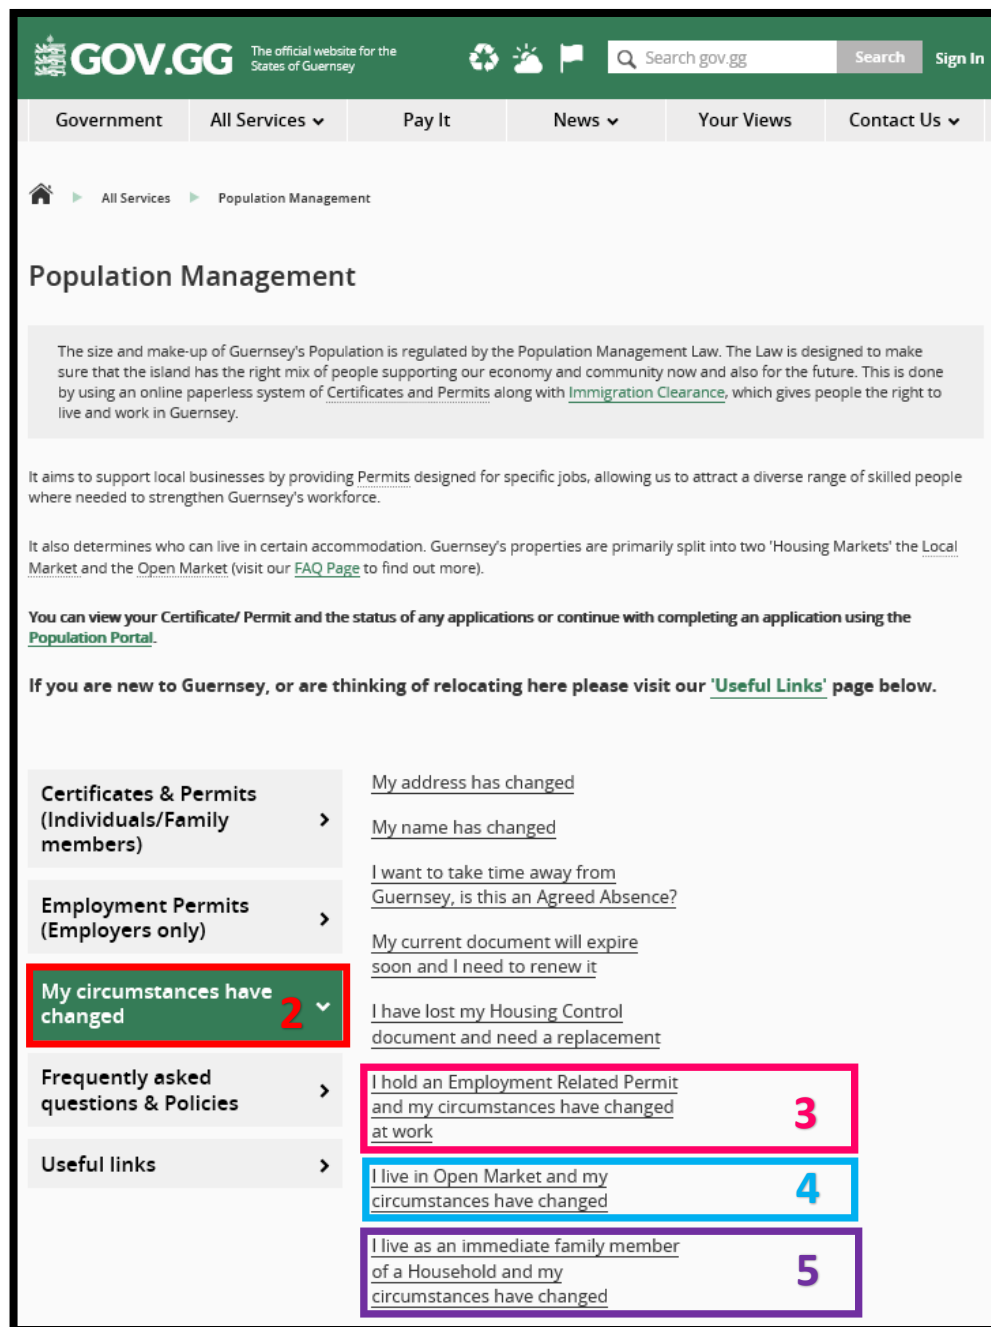 GOV.GG
The official website for the
States of Guernsey
Search gov.gg
Search
Sign In
Government
All Services
Pay It
News
Your Views
Contact Us
All Services
Population Management
Population Management
The size and make-up of Guernsey's Population is regulated by the Population Management Law. The Law is designed to make
sure that the island has the right mix of people supporting our economy and community now and also for the future. This is done
by using an online paperless system of Certificates and Permits along with Immigration Clearance, which gives people the right to
live and work in Guernsey.
It aims to support local businesses by providing Permits designed for specific jobs, allowing us to attract a diverse range of skilled people
where needed to strengthen Guernsey's workforce.
It also determines who can live in certain accommodation. Guernsey's properties are primarily split into two 'Housing Markets' the Local
Market and the Open Market (visit our FAQ Page to find out more).
You can view your Certificate/ Permit and the status of any applications or continue with completing an application using the
Population Portal.
If you are new to Guernsey, or are thinking of relocating here please visit our 'Useful Links' page below.
Certificates & Permits
(Individuals/Family
members)
Employment Permits
(Employers only)
My circumstances have
changed
2
Frequently asked
questions & Policies
Useful links
My address has changed
My name has changed
I want to take time away from
Guernsey, is this an Agreed Absence?
My current document will expire
soon and I need to renew it
I have lost my Housing Control
document and need a replacement
I hold an Employment Related Permit
and my circumstances have changed
at work
3
I live in Open Market and my
circumstances have changed
4
I live as an immediate family member
of a Household and my
circumstances have changed
5